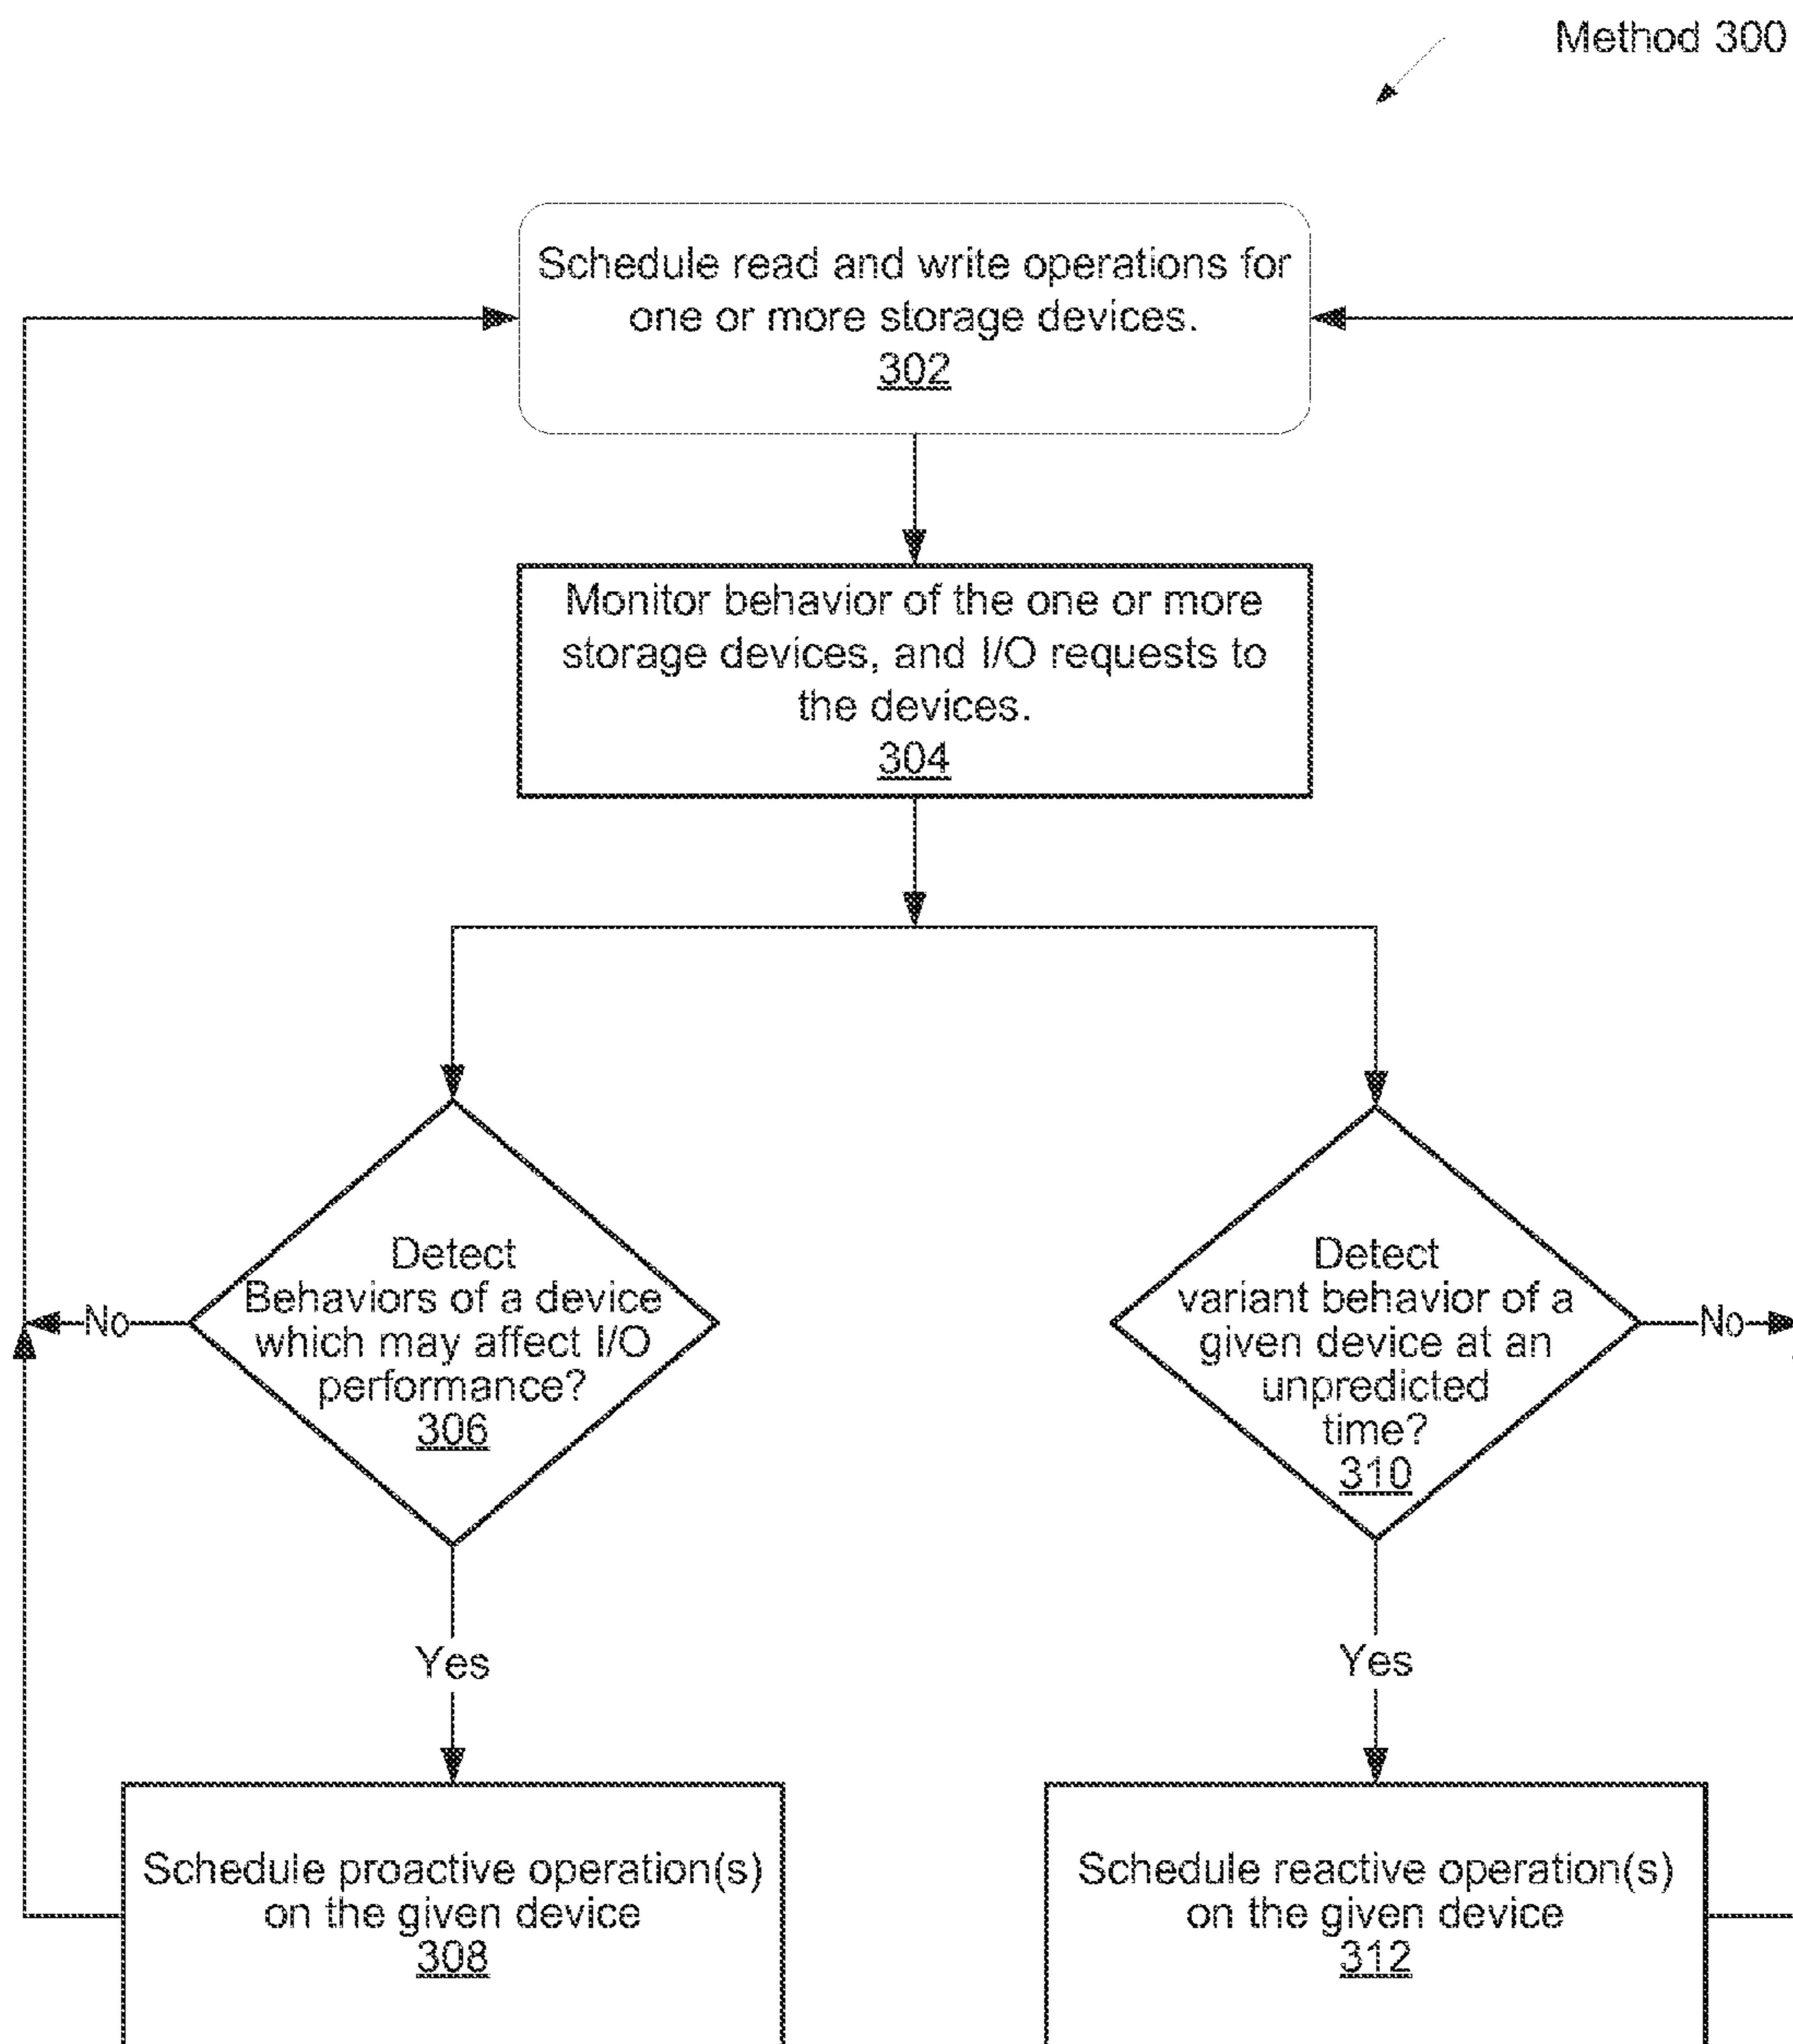 Method 300
Schedule read and write operations for
one or more storage devices.
302
Monitor behavior of the one or more
storage devices, and I/O requests to
the devices.
304
Detect
Behaviors of a device
which may affect I/O
performance?
306
No
Yes
Detect
variant behavior of a
given device at an
unpredicted
time?
310
No
Yes
Schedule proactive operation(s)
on the given device
308
Schedule reactive operation(s)
on the given device
312